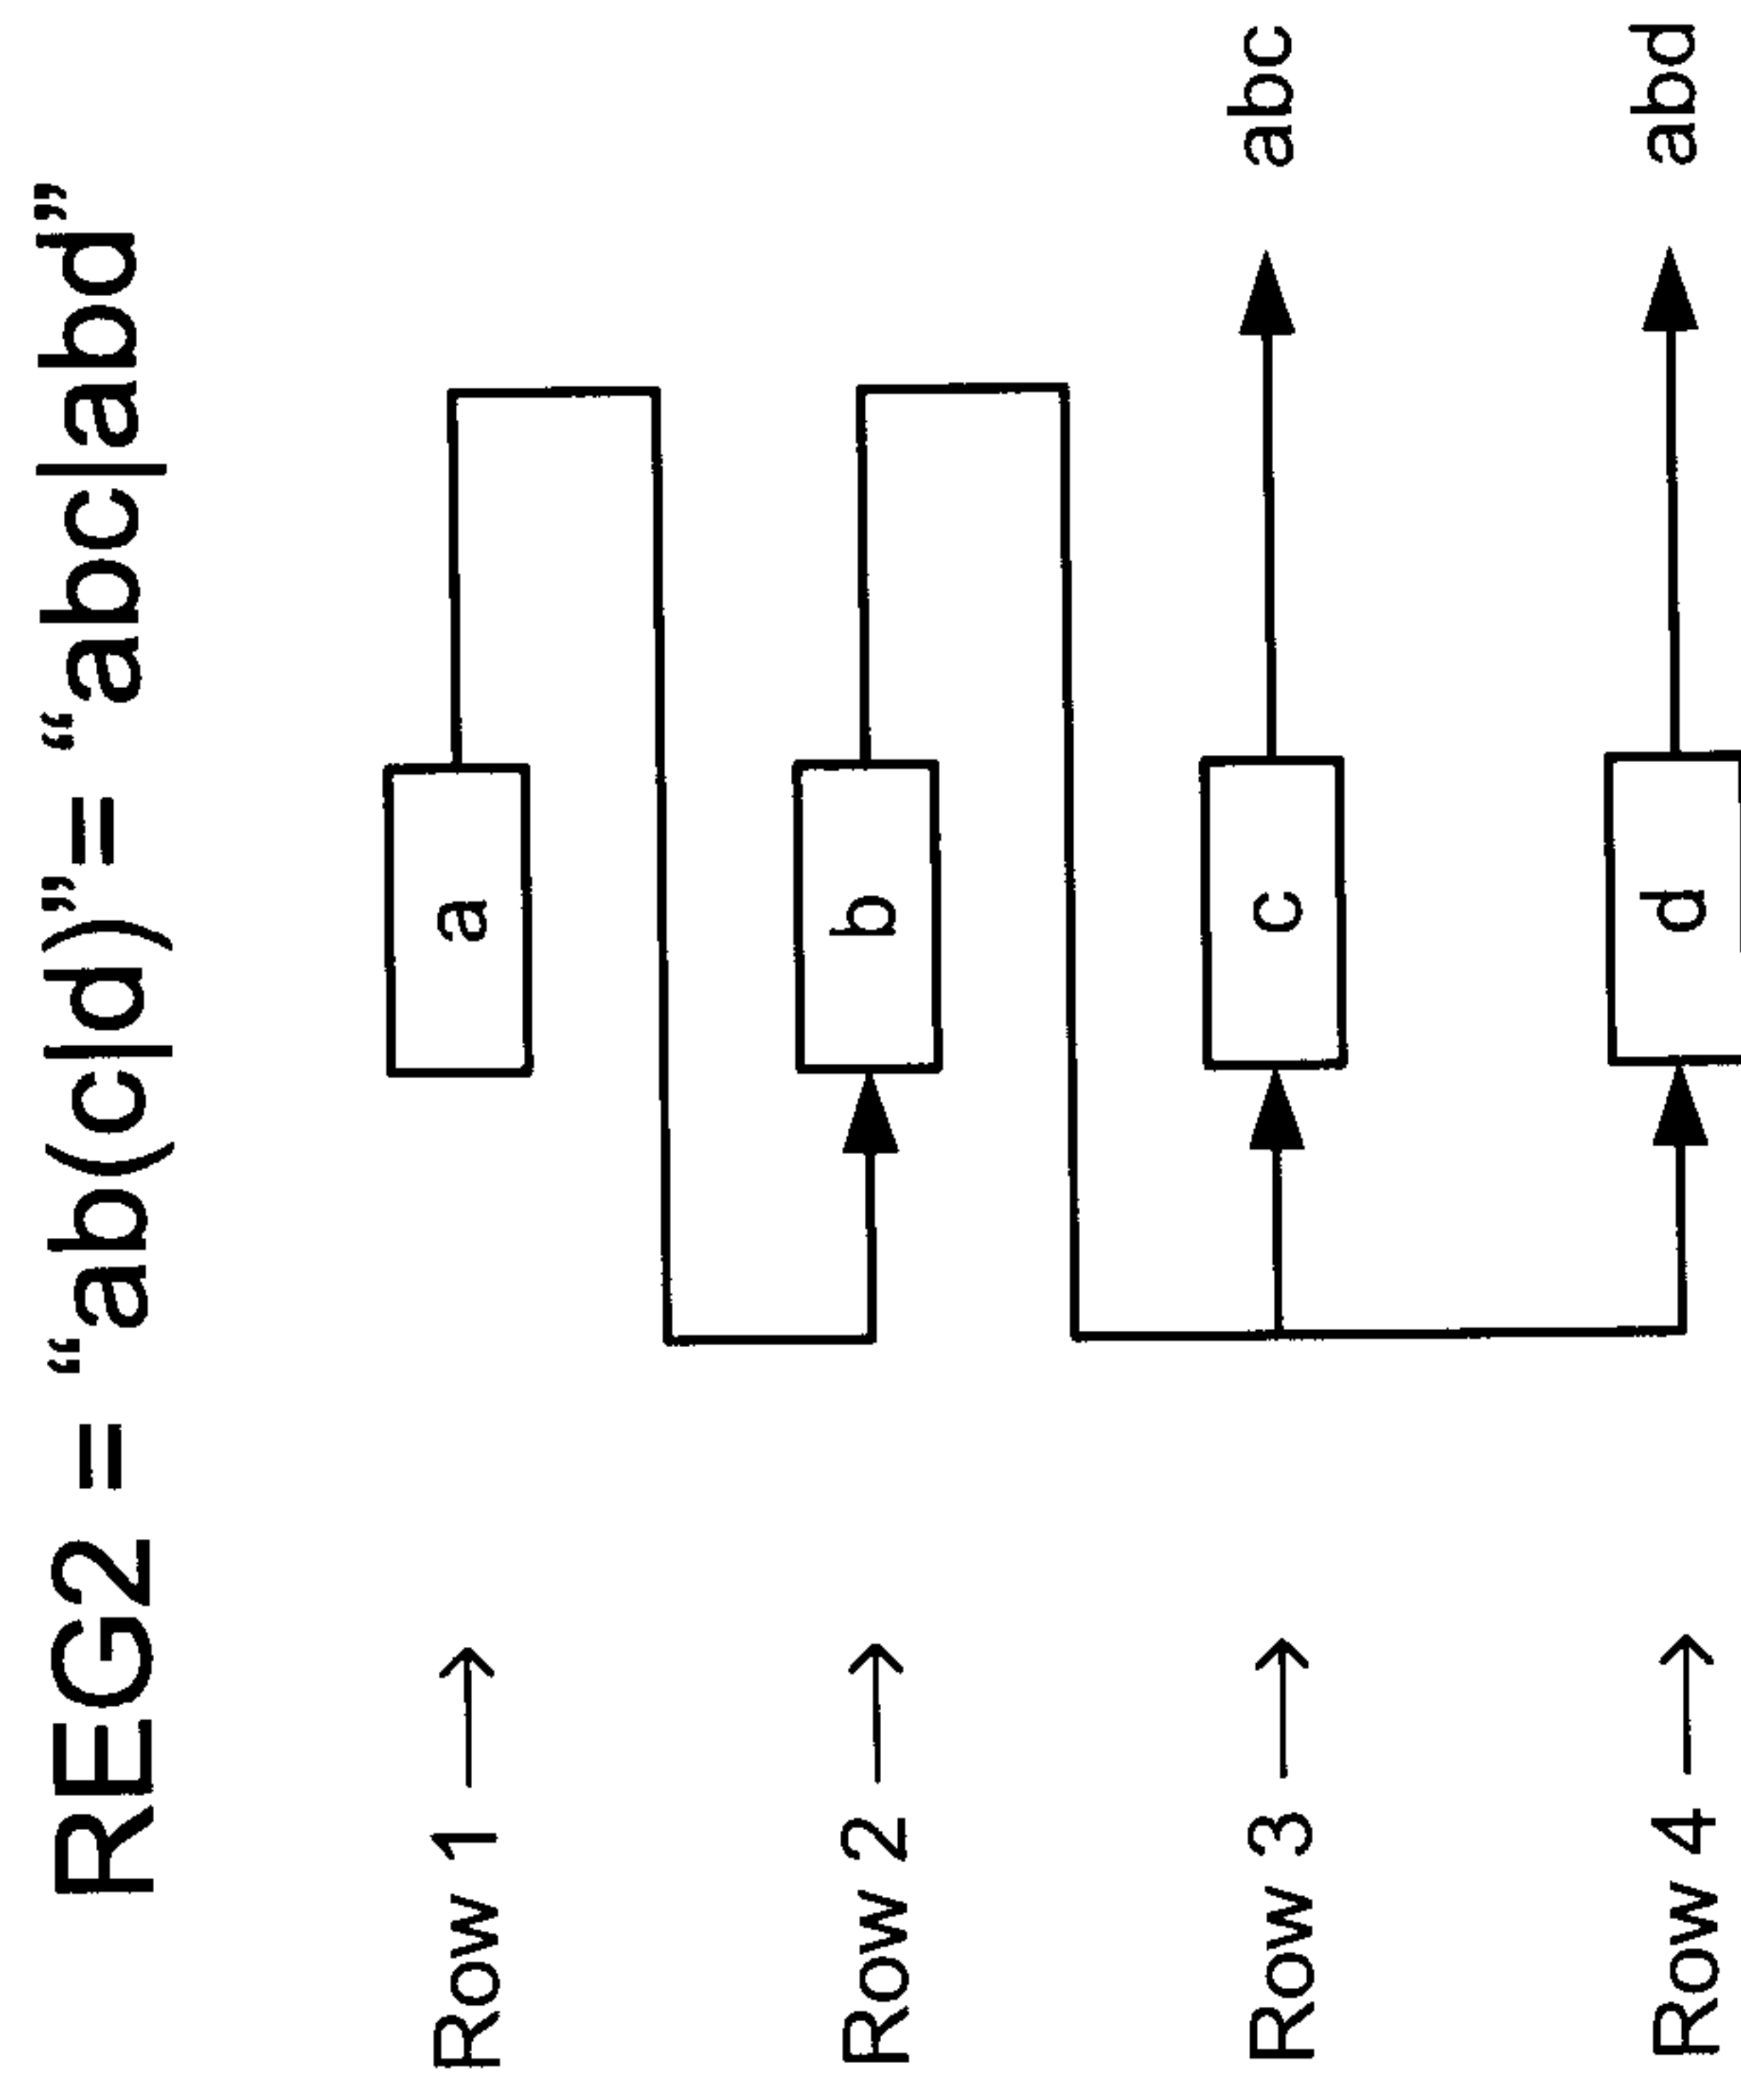 REG2 = “ab(c|d)”= “abc|abd”
Row 1 → a
Row 2 → b
Row 3 → c abc
Row 4 → d abd